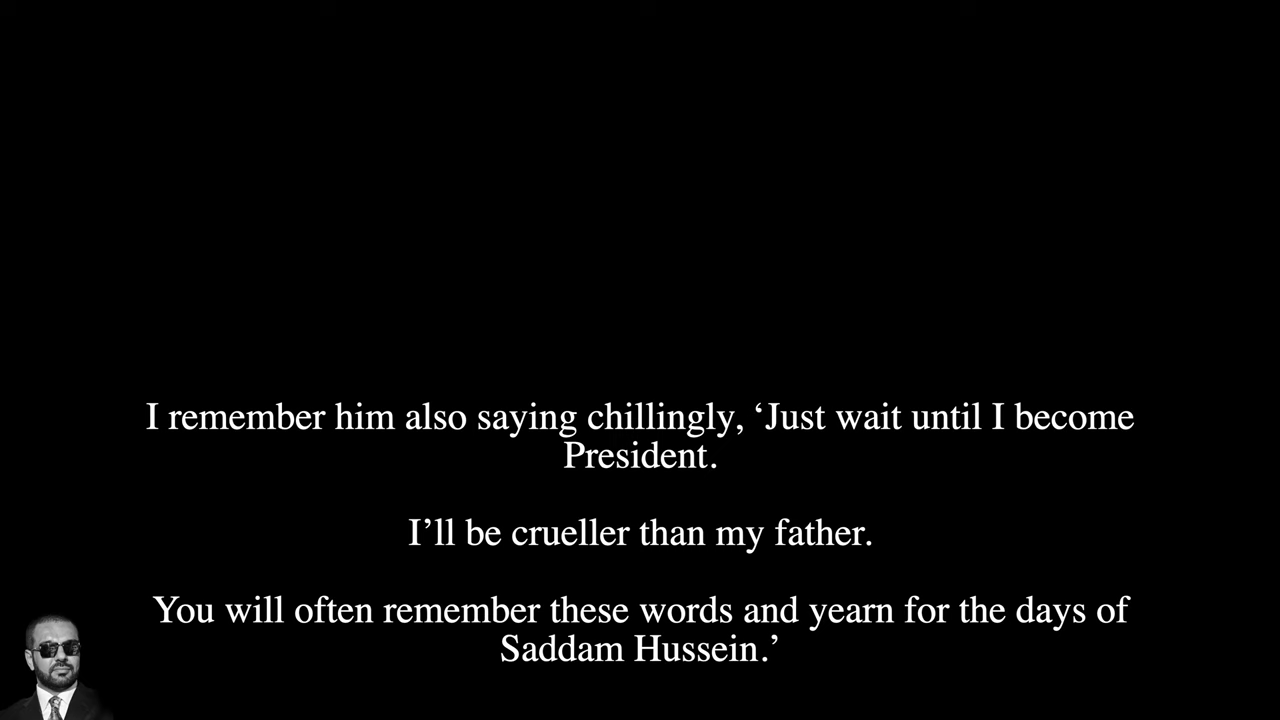 I remember him also saying chillingly, ‘Just wait until I become
President.
I’ll be crueller than my father.
You will often remember these words and yearn for the days of
Saddam Hussein.’